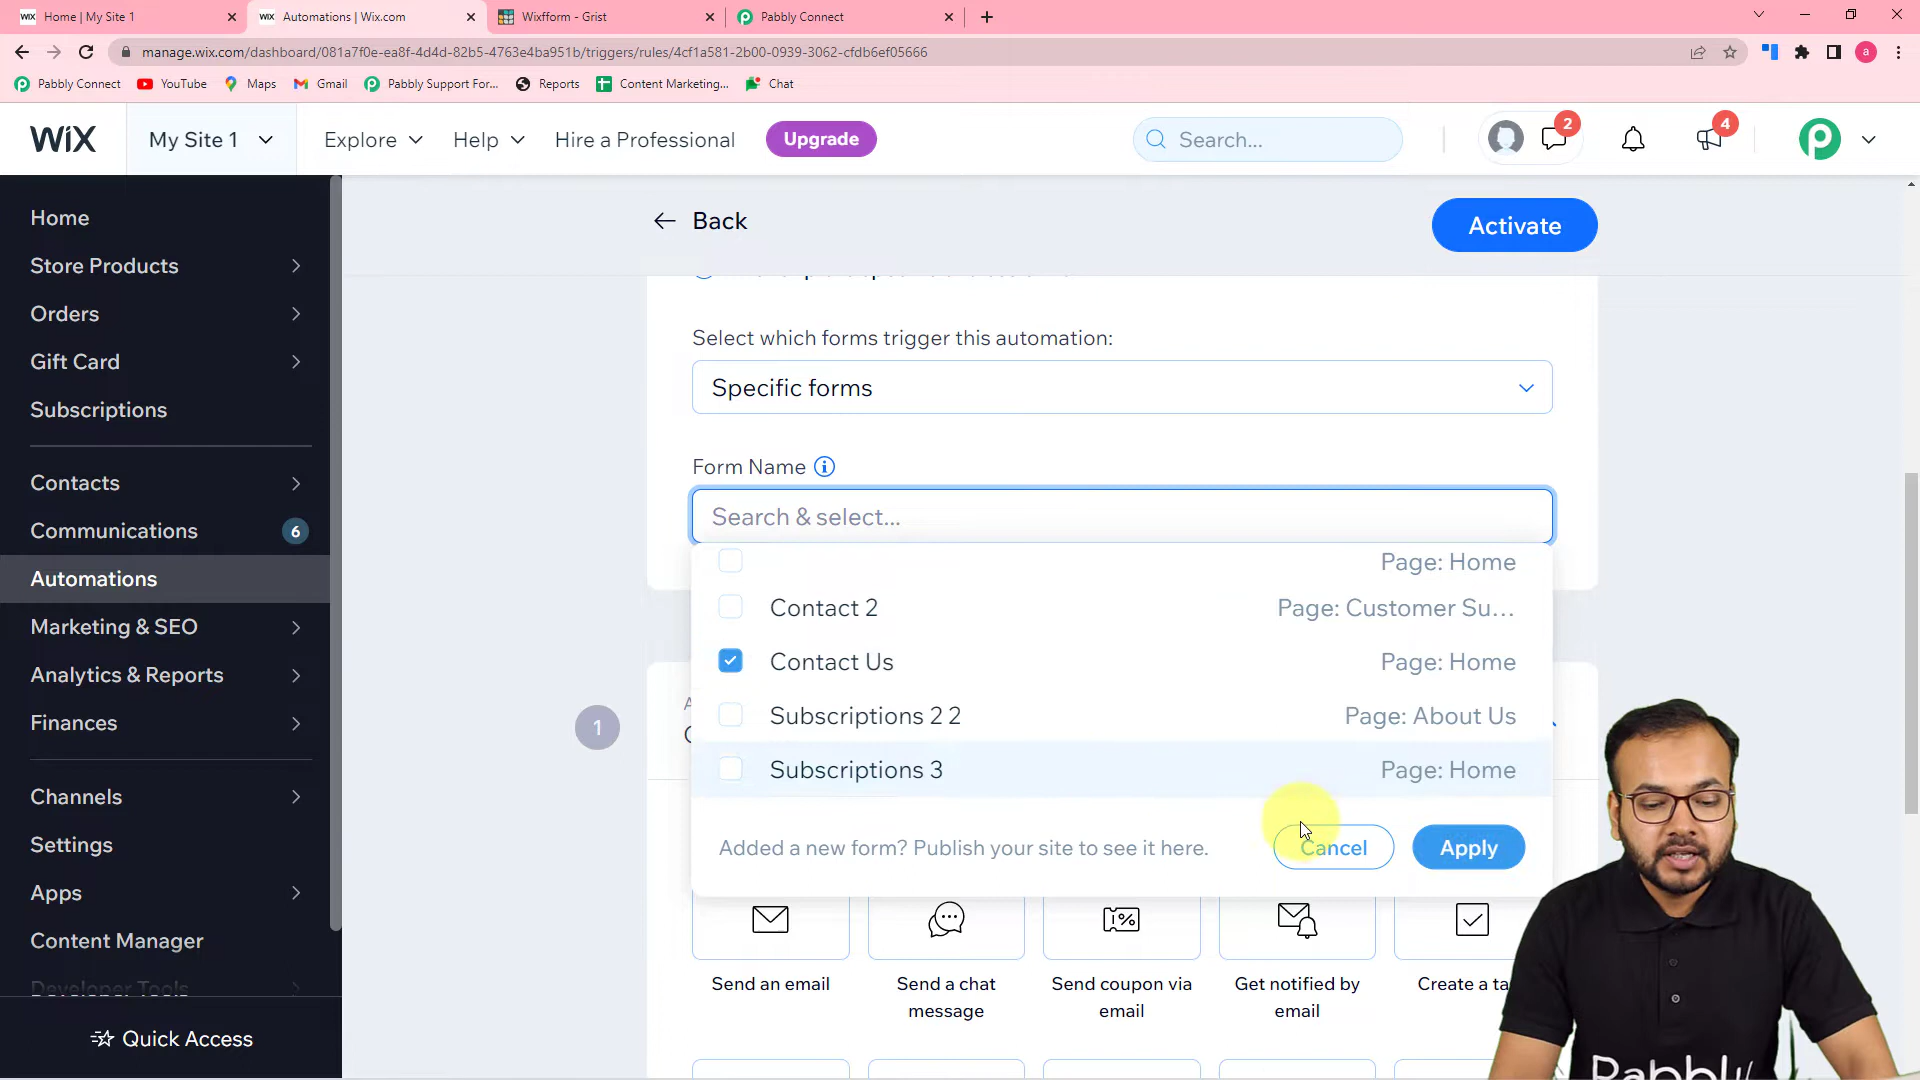 Home | My Site 1
Automations | Wix.com
Wixfform - Grist
Pabbly Connect
manage.wix.com/dashboard/081a7f0e-ea8f-4d4d-82b5-4763e4ba951b/triggers/rules/4cf1a581-2b00-0939-3062-cfdb6ef05666
a
Pabbly Connect
YouTube
Maps
Gmail
Pabbly Support For...
Reports
Content Marketing...
Chat
WiX
My Site 1
Explore
Help
Hire a Professional
Upgrade
Search...
2
4
Home
Store Products
Orders
Gift Card
Subscriptions
Contacts
Communications 6
Automations
Marketing & SEO
Analytics & Reports
Finances
Channels
Settings
Apps
Content Manager
Developer Tools
Quick Access
Back
Activate
Select which forms trigger this automation:
Specific forms
Form Name
Search & select...
Page: Home
Contact 2 Page: Customer Su...
Contact Us Page: Home
Subscriptions 2 2 Page: About Us
Subscriptions 3 Page: Home
Added a new form? Publish your site to see it here.
Cancel
Apply
1
Send an email
Send a chat message
Send coupon via email
Get notified by email
Create a ta
Pabbly